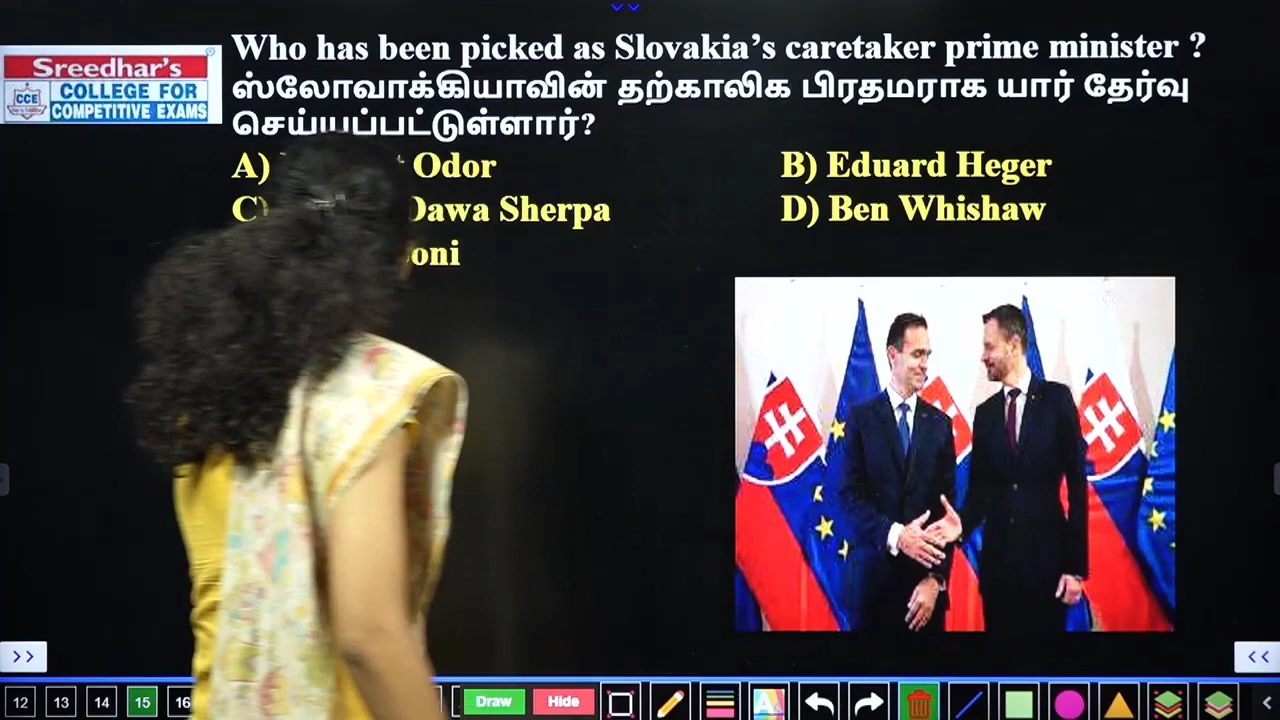 Who has been picked as Slovakia's caretaker prime minister ?
Sreedhar's
CCE
COLLEGE FOR
COMPETITIVE EXAMS
ஸ்லோவாக்கியாவின் தற்காலிக பிரதமராக யார் தேர்வு
செய்யப்பட்டுள்ளார்?
A) Odor
B) Eduard Heger
C) Dawa Sherpa
D) Ben Whishaw
oni
>> <<
12 13 14 15 16 Draw Hide